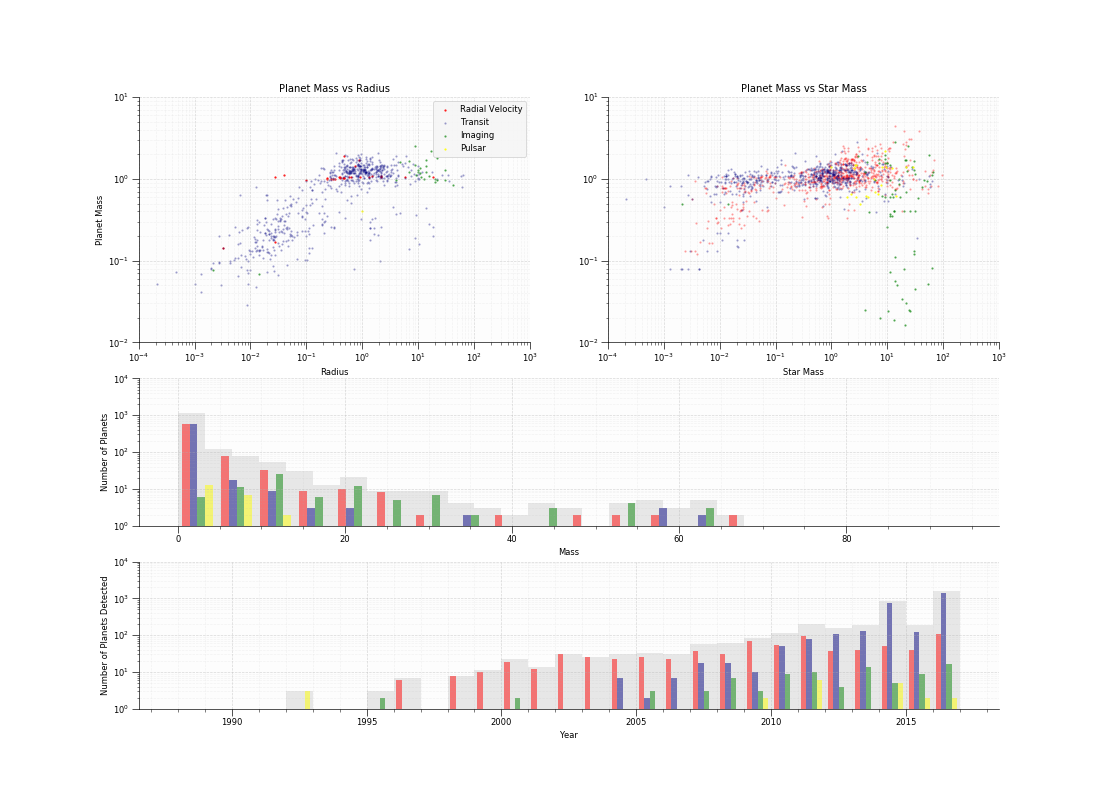 Planet Mass vs Radius
Planet Mass vs Star Mass
Radial Velocity
Transit
Imaging
Pulsar
Planet Mass
10^1
10^0
10^-1
10^-2
10^1
10^0
10^-1
10^-2
10^-4 10^-3 10^-2 10^-1 10^0 10^1 10^2 10^3
Radius
10^-4 10^-3 10^-2 10^-1 10^0 10^1 10^2 10^3
Star Mass
Number of Planets
10^4
10^3
10^2
10^1
10^0
0 20 40 60 80
Mass
Number of Planets Detected
10^4
10^3
10^2
10^1
10^0
1990 1995 2000 2005 2010 2015
Year